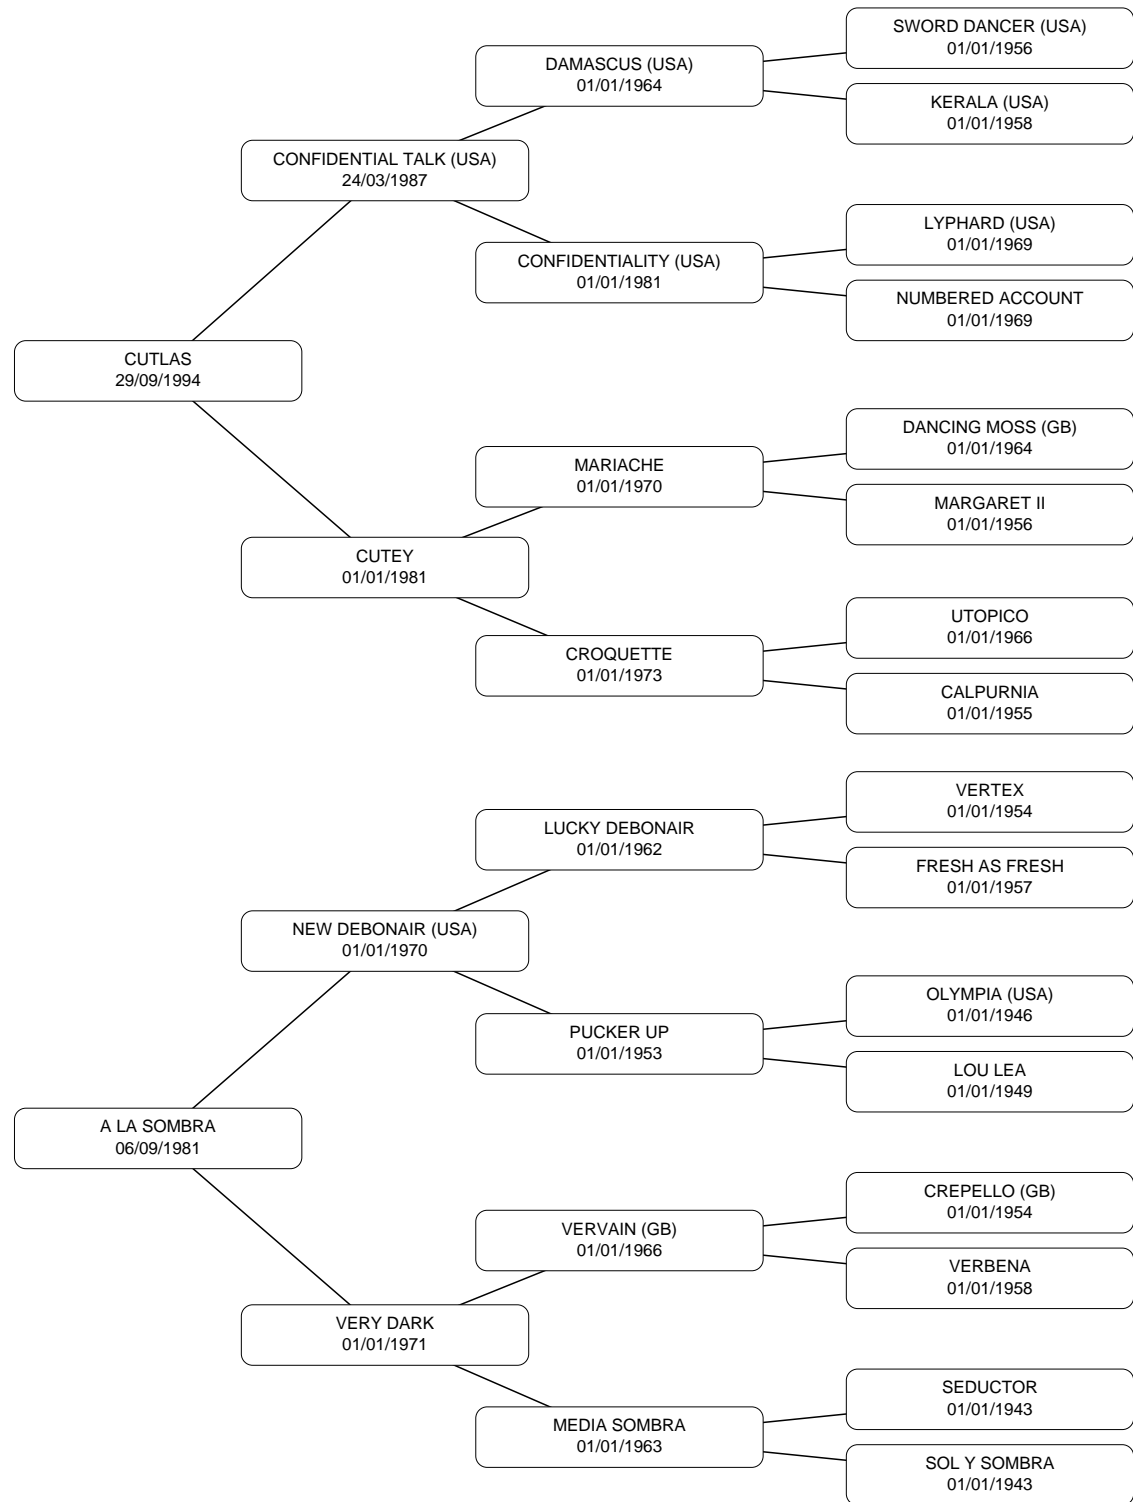 SWORD DANCER (USA)
01/01/1956
DAMASCUS (USA)
01/01/1964
KERALA (USA)
01/01/1958
CONFIDENTIAL TALK (USA)
24/03/1987
LYPHARD (USA)
01/01/1969
CONFIDENTIALITY (USA)
01/01/1981
NUMBERED ACCOUNT
01/01/1969
CUTLAS
29/09/1994
DANCING MOSS (GB)
01/01/1964
MARIACHE
01/01/1970
MARGARET II
01/01/1956
CUTEY
01/01/1981
UTOPICO
01/01/1966
CROQUETTE
01/01/1973
CALPURNIA
01/01/1955
VERTEX
01/01/1954
LUCKY DEBONAIR
01/01/1962
FRESH AS FRESH
01/01/1957
NEW DEBONAIR (USA)
01/01/1970
OLYMPIA (USA)
01/01/1946
PUCKER UP
01/01/1953
LOU LEA
01/01/1949
A LA SOMBRA
06/09/1981
CREPELLO (GB)
01/01/1954
VERVAIN (GB)
01/01/1966
VERBENA
01/01/1958
VERY DARK
01/01/1971
SEDUCTOR
01/01/1943
MEDIA SOMBRA
01/01/1963
SOL Y SOMBRA
01/01/1943